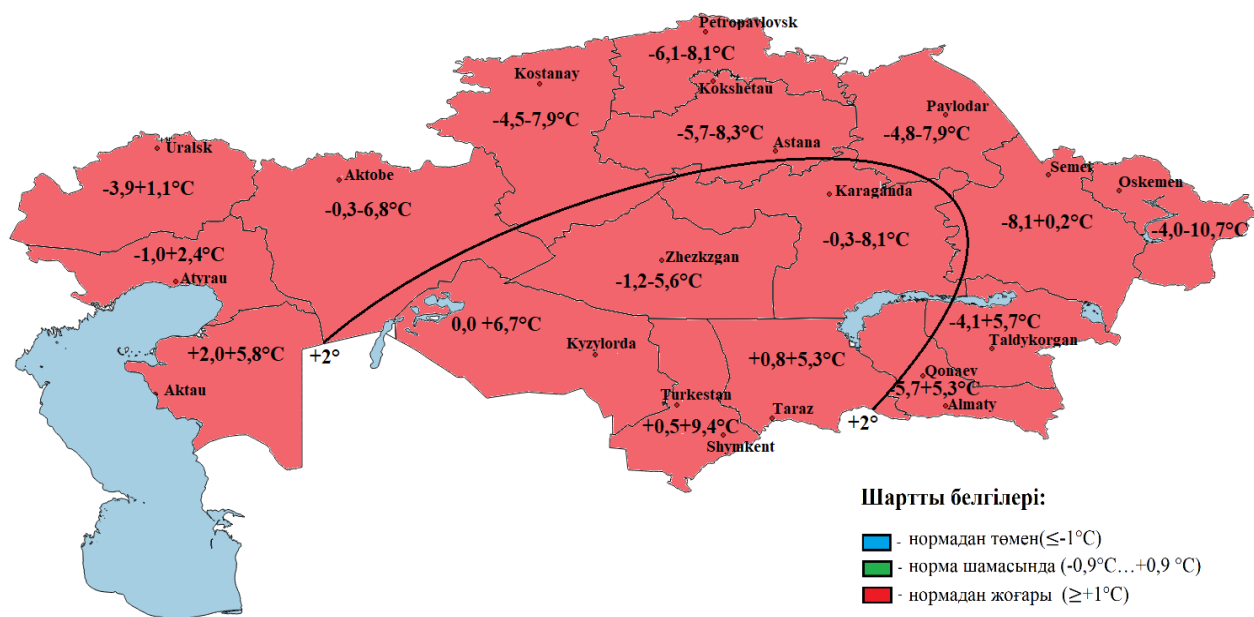 Petropavlovsk
-6,1-8,1°C
Kostanay
Kokshetau
-4,5-7,9°C
Pavlodar
-5,7-8,3°C
-4,8-7,9°C
Astana
Uralsk
Semei
Aktobe
Oskemen
-3,9+1,1°C
-0,3-6,8°C
Karaganda
-8,1+0,2°C
-4,0-10,7°C
-0,3-8,1°C
-1,0+2,4°C
Zhezkzgan
Atyrau
-1,2-5,6°C
0,0 +6,7°C
-4,1+5,7°C
Taldykorgan
+2,0+5,8°C
+2°
Kyzylorda
+0,8+5,3°C
Qonaev
Aktau
-5,7+5,3°C
Turkestan
Almaty
Taraz
+2°
+0,5+9,4°C
Shymkent
Шартты белгілері:
- нормадан төмен(≤-1°C)
- норма шамасында (-0,9°C…+0,9 °C)
- нормадан жоғары (≥+1°C)